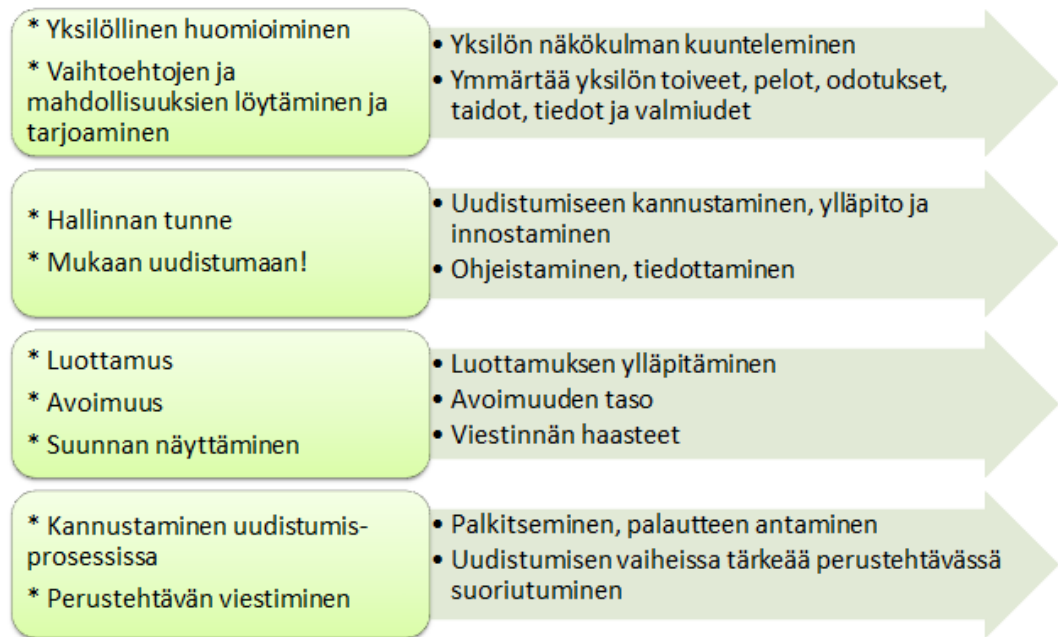 * Yksilöllinen huomioiminen
* Vaihtoehtojen ja
mahdollisuuksien löytäminen ja
tarjoaminen
• Yksilön näkökulman kuunteleminen
• Ymmärtää yksilön toiveet, pelot, odotukset,
taidot, tiedot ja valmiudet
* Hallinnan tunne
* Mukaan uudistumaan!
• Uudistumiseen kannustaminen, ylläpito ja
innostaminen
• Ohjeistaminen, tiedottaminen
* Luottamus
* Avoimuus
* Suunnan näyttäminen
• Luottamuksen ylläpitäminen
• Avoimuuden taso
• Viestinnän haasteet
* Kannustaminen uudistumis-
prosessissa
* Perustehtävän viestiminen
• Palkitseminen, palautteen antaminen
• Uudistumisen vaiheissa tärkeää perustehtävässä
suoriutuminen